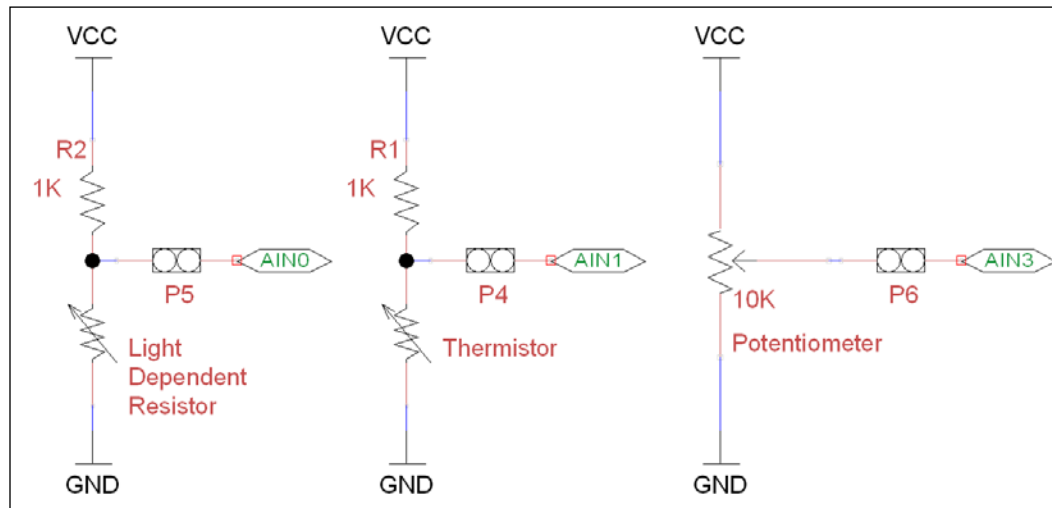 VCC
R2
1K
P5
AIN0
Light
Dependent
Resistor
GND
VCC
R1
1K
P4
AIN1
Thermistor
GND
VCC
10K
P6
AIN3
Potentiometer
GND